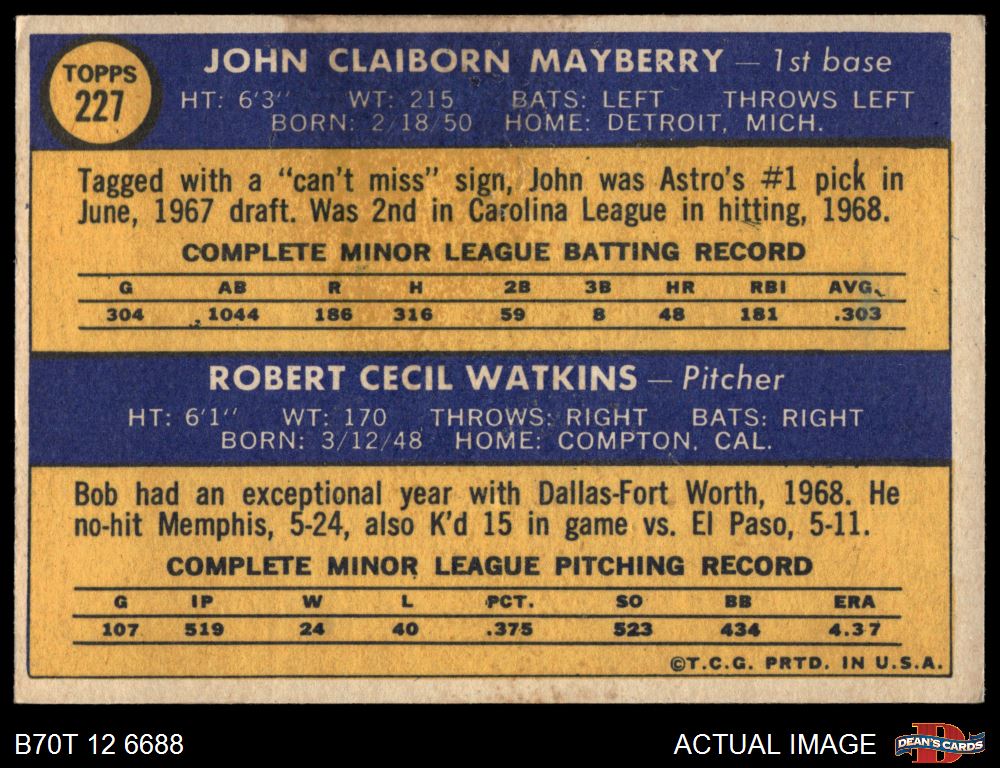 TOPPS
227
JOHN CLAIBORN MAYBERRY — 1st base
HT: 6'3" WT: 215 BATS: LEFT THROWS LEFT
BORN: 2/18/50 HOME: DETROIT, MICH.
Tagged with a "can't miss" sign, John was Astro's #1 pick in
June, 1967 draft. Was 2nd in Carolina League in hitting, 1968.
COMPLETE MINOR LEAGUE BATTING RECORD
G AB R H 2B 3B HR RBI AVG.
304 1044 186 316 59 8 48 181 .303
ROBERT CECIL WATKINS — Pitcher
HT: 6'1" WT: 170 THROWS: RIGHT BATS: RIGHT
BORN: 3/12/48 HOME: COMPTON, CAL.
Bob had an exceptional year with Dallas-Fort Worth, 1968. He
no-hit Memphis, 5-24, also K'd 15 in game vs. El Paso, 5-11.
COMPLETE MINOR LEAGUE PITCHING RECORD
G IP W L PCT. SO BB ERA
107 519 24 40 .375 523 434 4.37
©T.C.G. PRTD. IN U.S.A.
B70T 12 6688 ACTUAL IMAGE DEAN'S CARDS